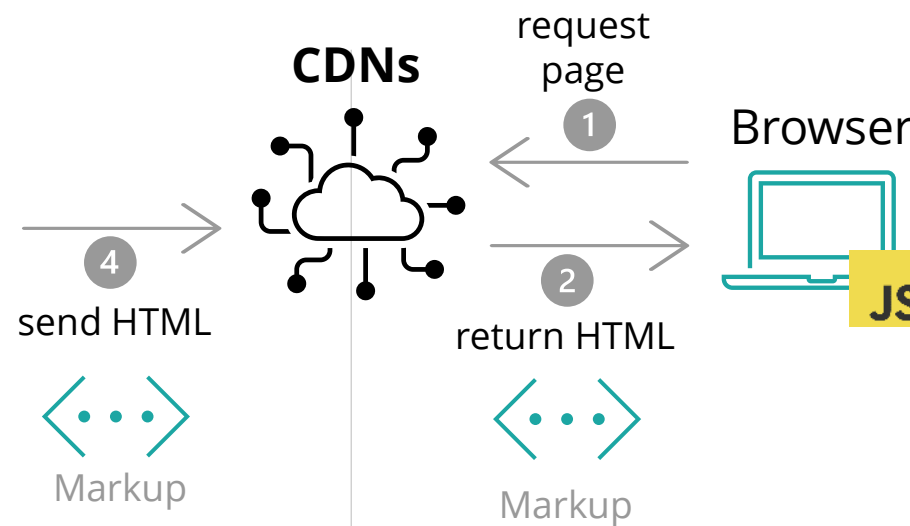 request
page
CDNs
1
Browser
4
2
send HTML
return HTML
JS
Markup
Markup